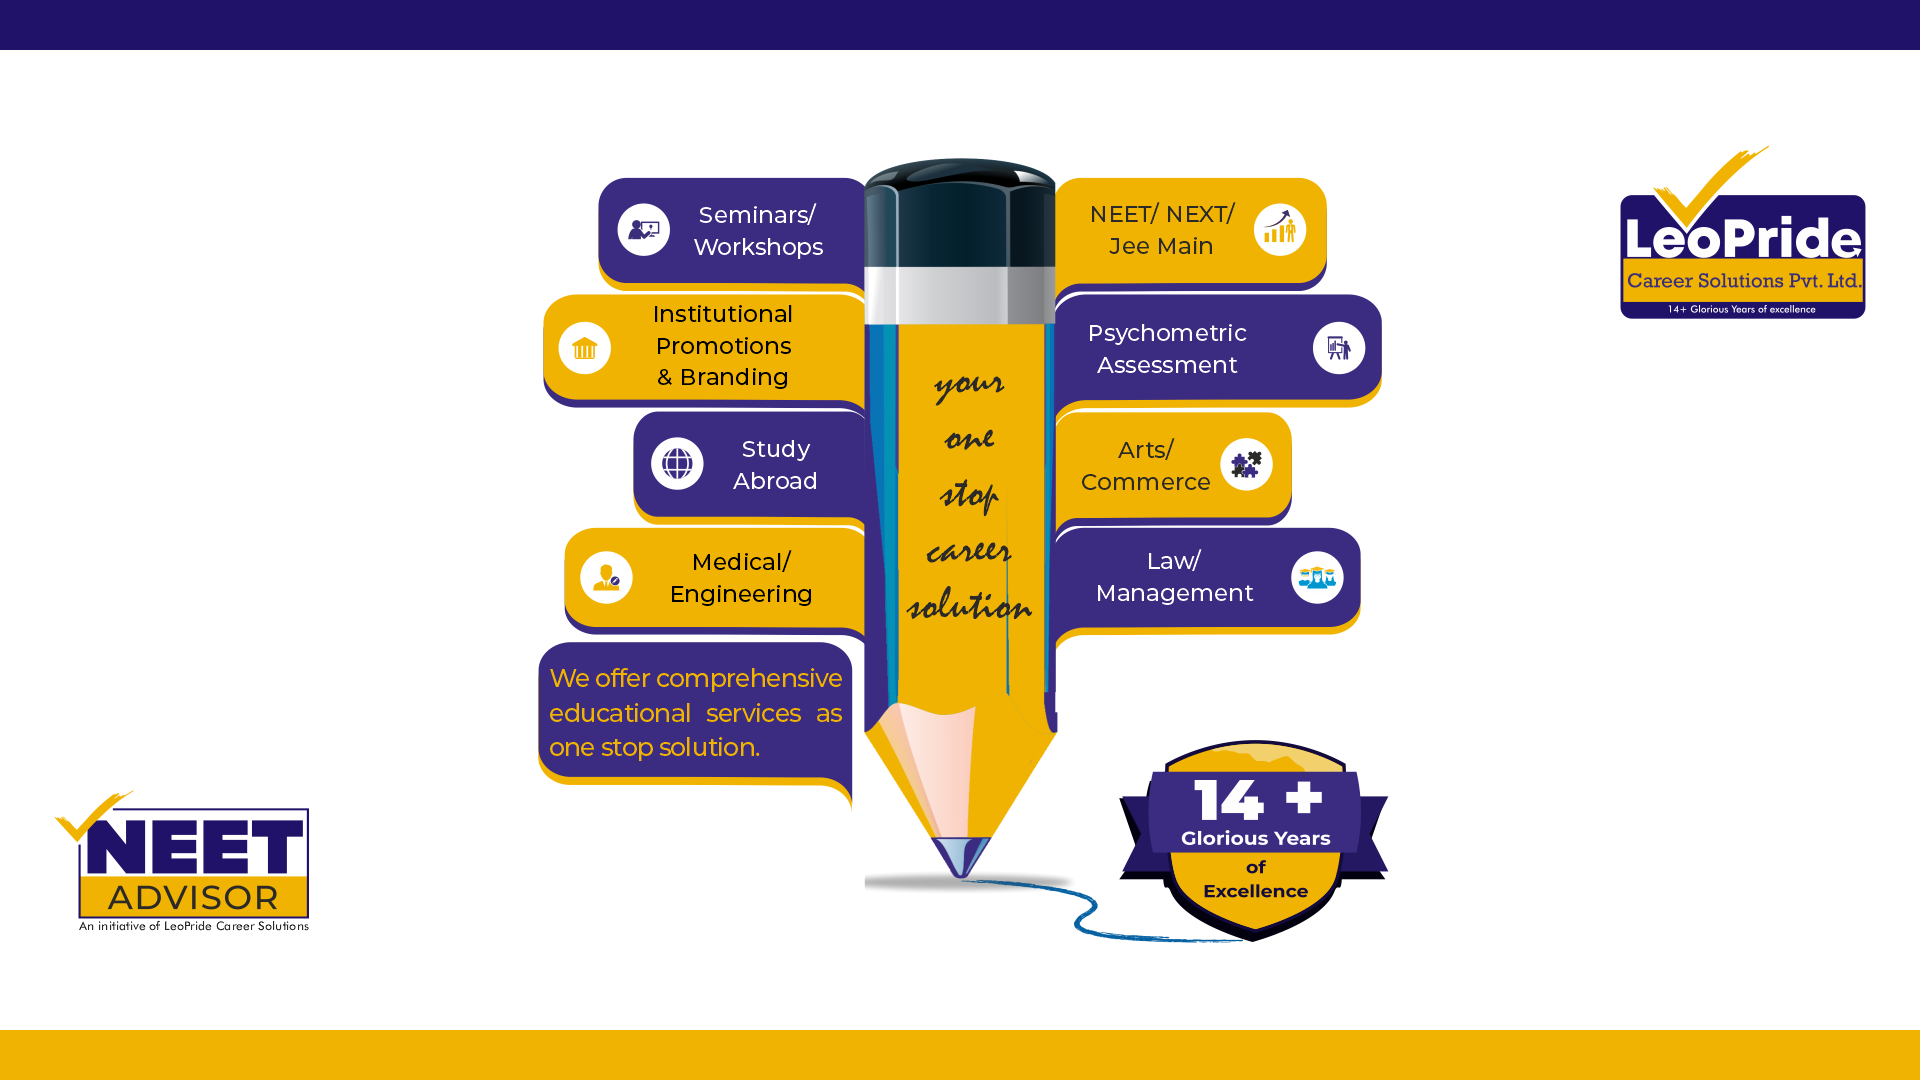 Seminars/
Workshops
Institutional
Promotions
& Branding
Study
Abroad
Medical/
Engineering
We offer comprehensive
educational services as
one stop solution.
your
one
stop
career
solution
NEET/ NEXT/
Jee Main
Psychometric
Assessment
Arts/
Commerce
Law/
Management
LeoPride
Career Solutions Pvt. Ltd.
14+ Glorious Years of excellence
NEET
ADVISOR
An initiative of LeoPride Career Solutions
14 +
Glorious Years
of
Excellence